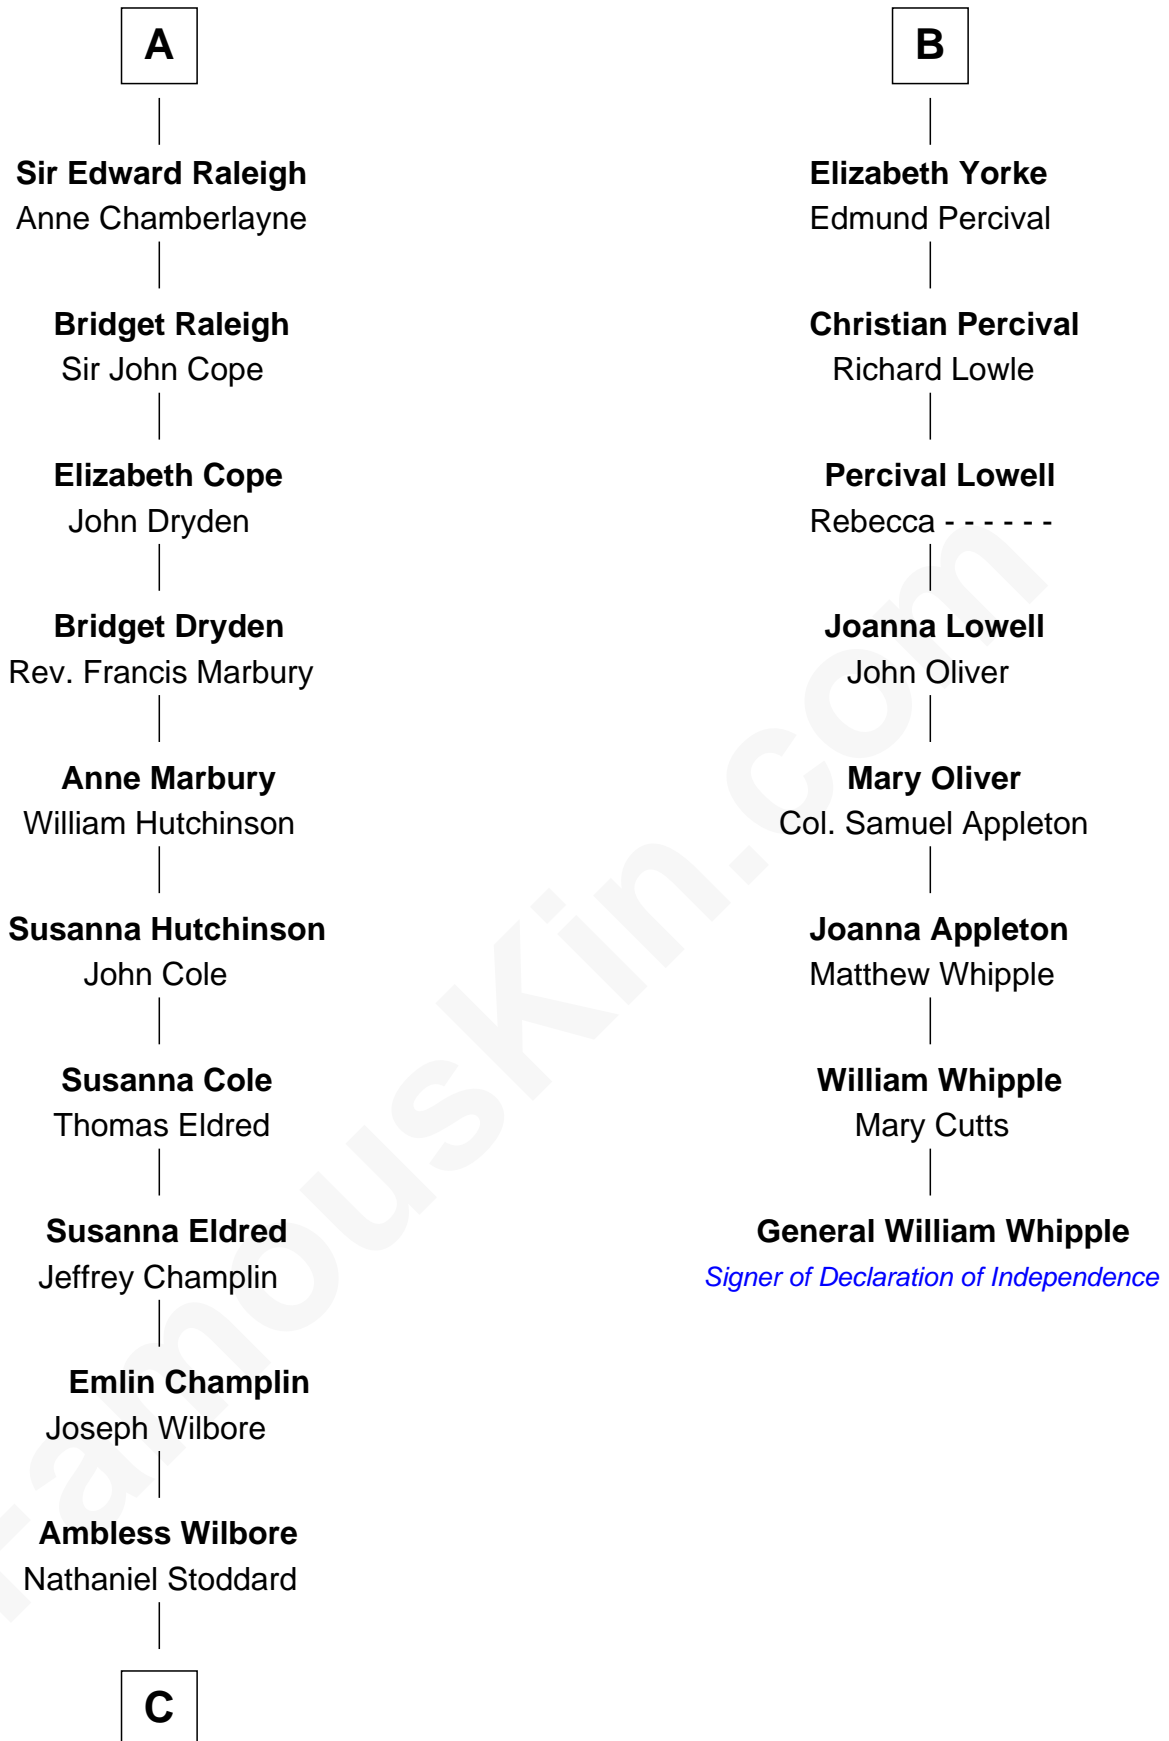 A
Sir Edward Raleigh
Anne Chamberlayne
Bridget Raleigh
Sir John Cope
Elizabeth Cope
John Dryden
Bridget Dryden
Rev. Francis Marbury
Anne Marbury
William Hutchinson
Susanna Hutchinson
John Cole
Susanna Cole
Thomas Eldred
Susanna Eldred
Jeffrey Champlin
Emlin Champlin
Joseph Wilbore
Ambless Wilbore
Nathaniel Stoddard
C
B
Elizabeth Yorke
Edmund Percival
Christian Percival
Richard Lowle
Percival Lowell
Rebecca - - - - - -
Joanna Lowell
John Oliver
Mary Oliver
Col. Samuel Appleton
Joanna Appleton
Matthew Whipple
William Whipple
Mary Cutts
General William Whipple
Signer of Declaration of Independence
FamousKin.com